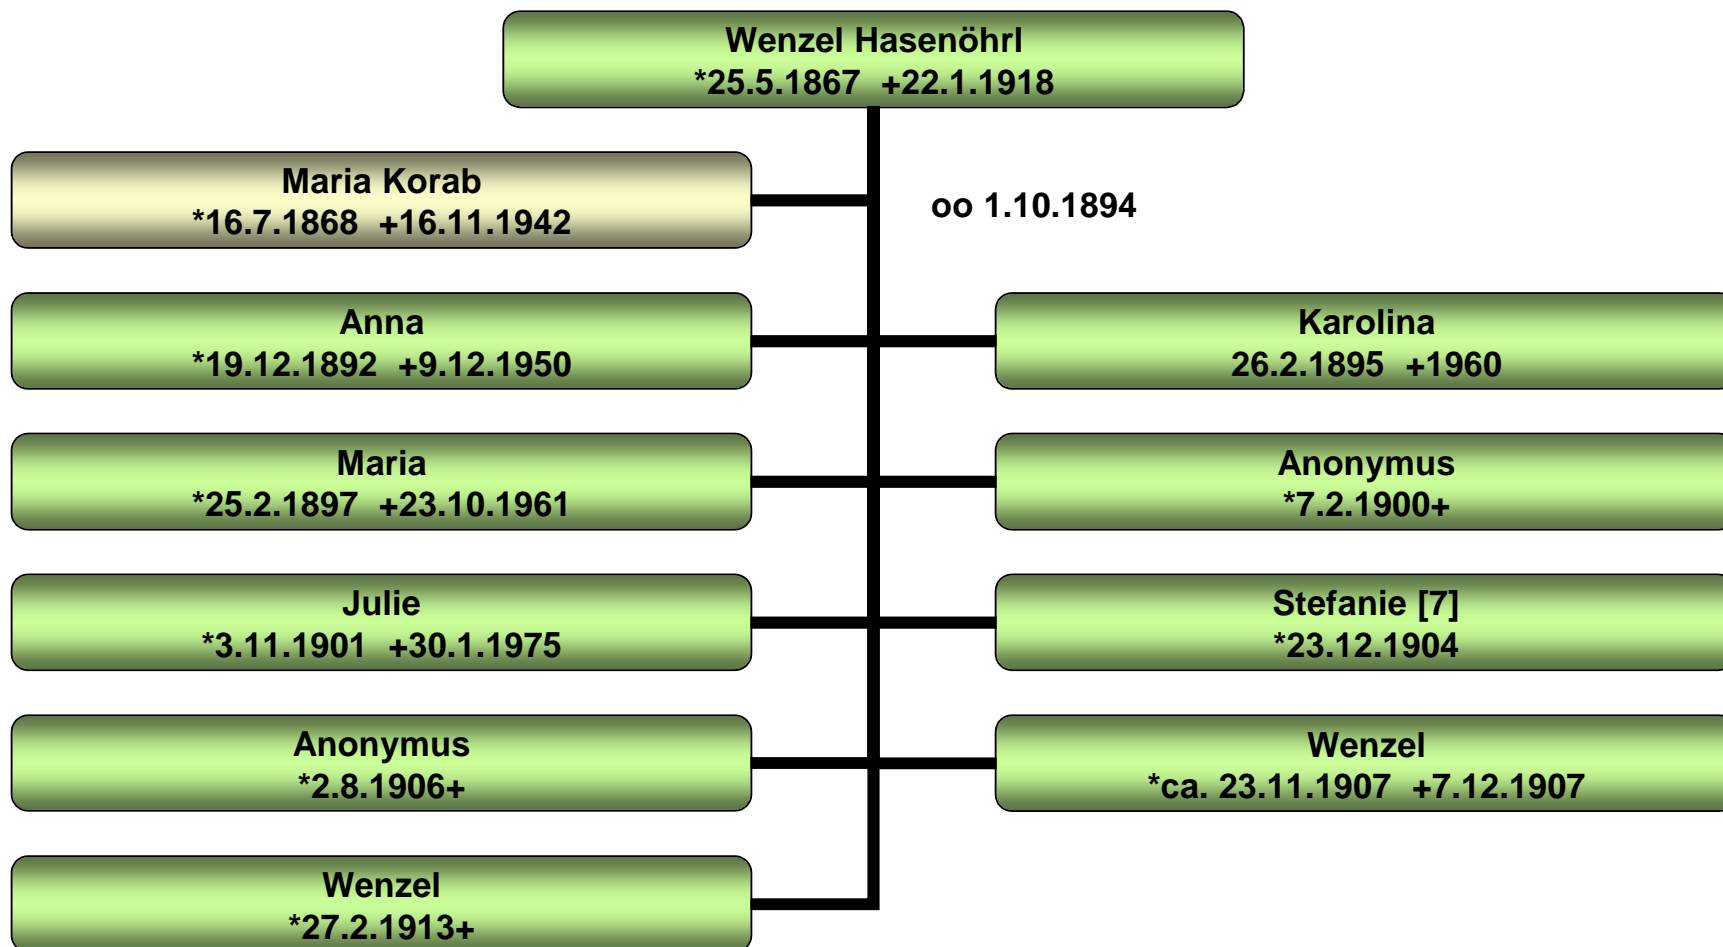 Wenzel Hasenöhrl
*25.5.1867 +22.1.1918
Maria Korab
*16.7.1868 +16.11.1942
oo 1.10.1894
Anna
*19.12.1892 +9.12.1950
Karolina
26.2.1895 +1960
Maria
*25.2.1897 +23.10.1961
Anonymus
*7.2.1900+
Julie
*3.11.1901 +30.1.1975
Stefanie [7]
*23.12.1904
Anonymus
*2.8.1906+
Wenzel
*ca. 23.11.1907 +7.12.1907
Wenzel
*27.2.1913+